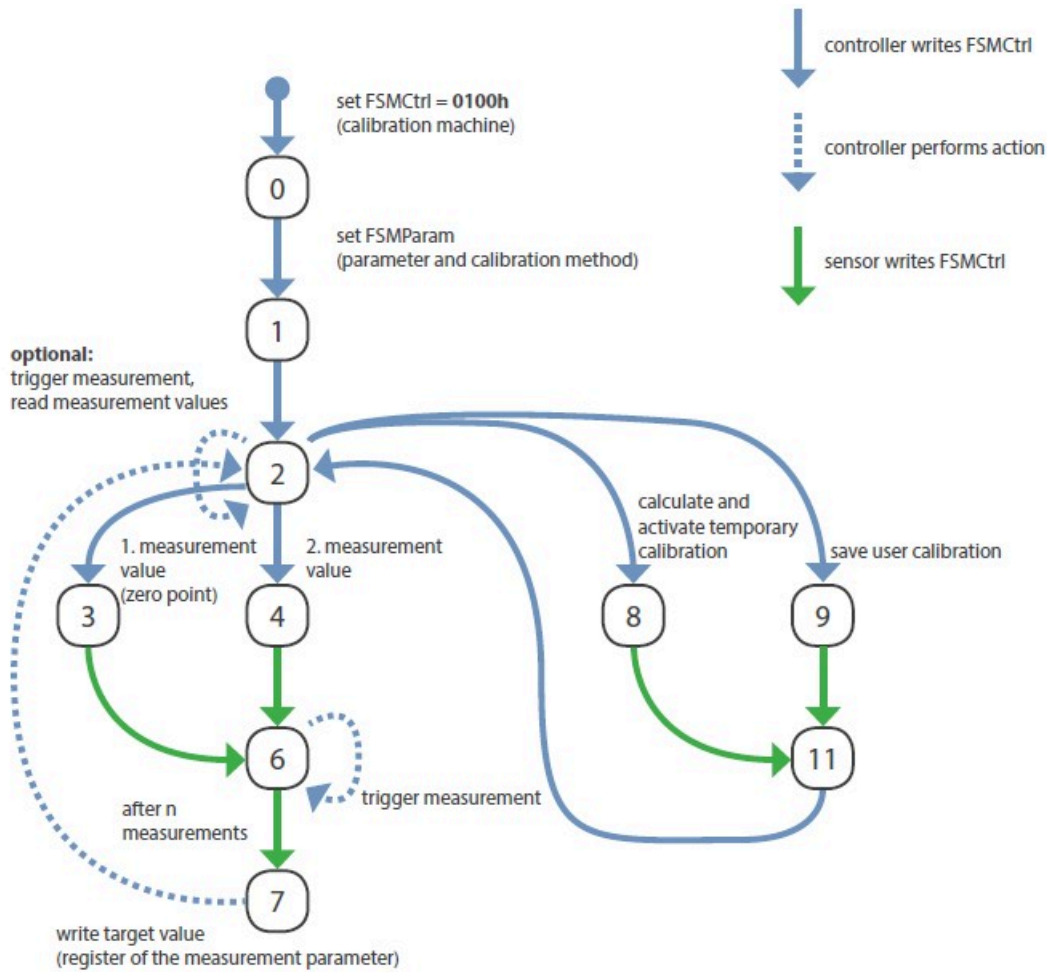 controller writes FSMCtrl
set FSMCtrl = 0100h
(calibration machine)
controller performs action
0
set FSMParam
(parameter and calibration method)
sensor writes FSMCtrl
1
optional:
trigger measurement,
read measurement values
2
calculate and
activate temporary
calibration
1. measurement
value
(zero point)
2. measurement
value
save user calibration
3
4
8
9
6
11
trigger measurement
after n
measurements
7
write target value
(register of the measurement parameter)